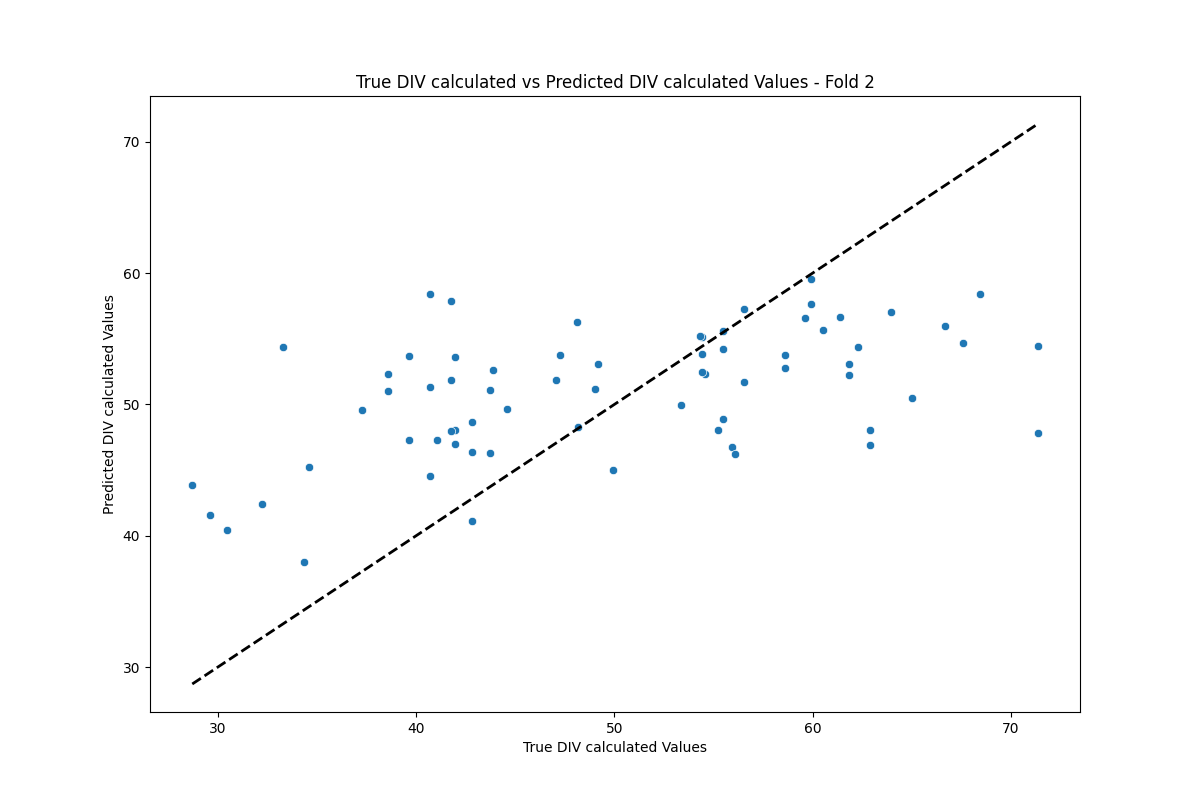 True DIV calculated vs Predicted DIV calculated Values - Fold 2
Predicted DIV calculated Values
70
60
50
40
30
30 40 50 60 70
True DIV calculated Values